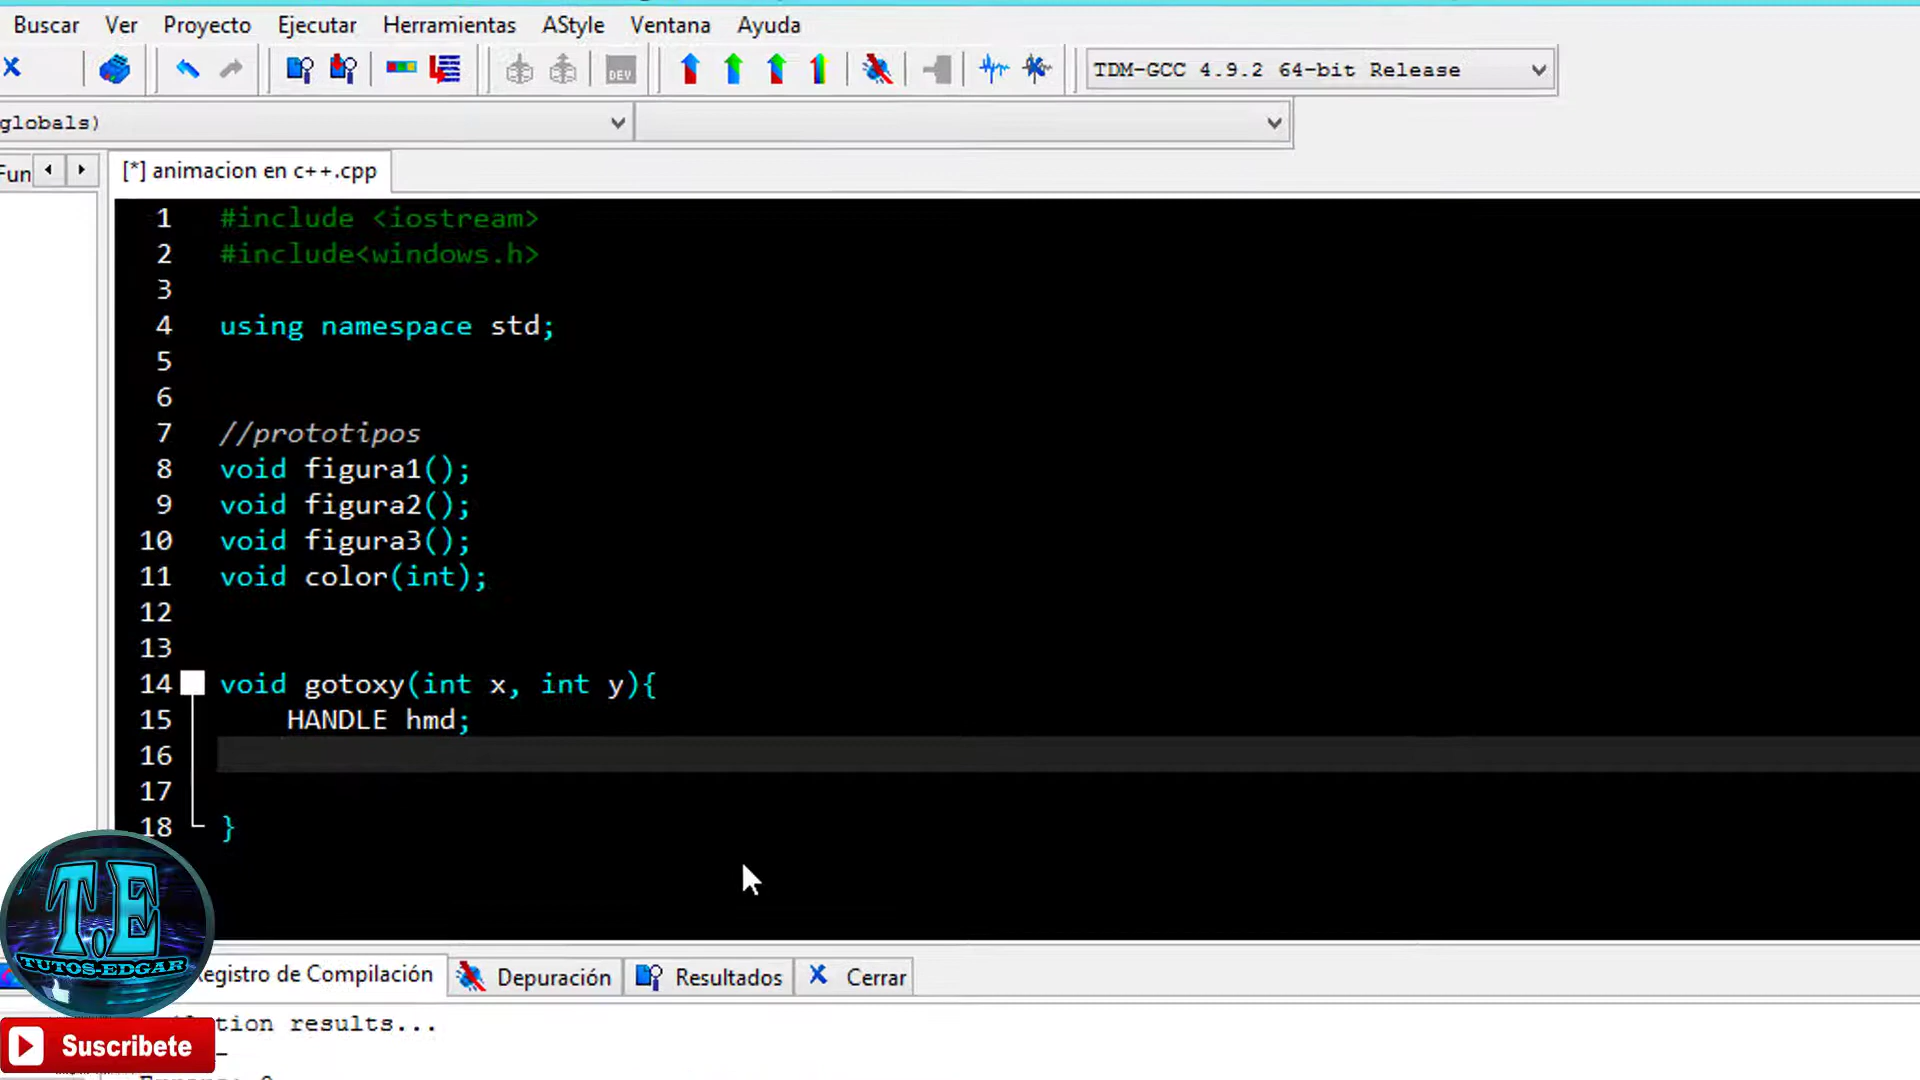 Buscar Ver Proyecto Ejecutar Herramientas AStyle Ventana Ayuda
DEV
TDM-GCC 4.9.2 64-bit Release
globals)
Fun
[*] animacion en c++.cpp
1 #include <iostream>
2 #include<windows.h>
3
4 using namespace std;
5
6
7 //prototipos
8 void figura1();
9 void figura2();
10 void figura3();
11 void color(int);
12
13
14 void gotoxy(int x, int y){
15 HANDLE hmd;
16
17
18 }
T.E
TUTOS-EDGAR
egistro de Compilación Depuración Resultados Cerrar
tion results...
Suscribete